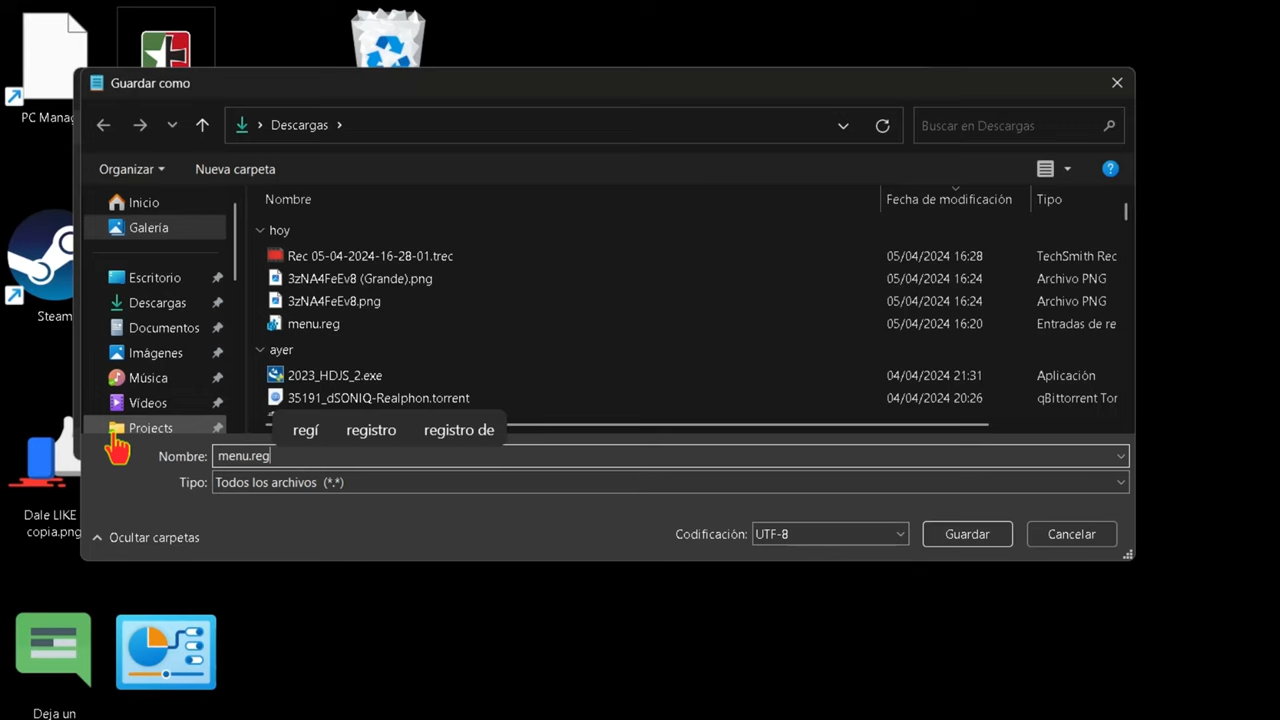 PC Manag
Guardar como
Descargas
Buscar en Descargas
Organizar
Nueva carpeta
Inicio
Galería
Escritorio
Descargas
Documentos
Imágenes
Música
Vídeos
Projects
Nombre
Fecha de modificación
Tipo
hoy
Rec 05-04-2024-16-28-01.trec
05/04/2024 16:28
TechSmith Rec
3zNA4FeEv8 (Grande).png
05/04/2024 16:24
Archivo PNG
3zNA4FeEv8.png
05/04/2024 16:24
Archivo PNG
menu.reg
05/04/2024 16:20
Entradas de re
ayer
2023_HDJS_2.exe
04/04/2024 21:31
Aplicación
35191_dSONIQ-Realphon.torrent
04/04/2024 20:26
qBittorrent Tor
regí
registro
registro de
Nombre:
menu.reg
Tipo:
Todos los archivos (*.*)
Ocultar carpetas
Codificación:
UTF-8
Guardar
Cancelar
Steam
Dale LIKE
copia.png
Deja un